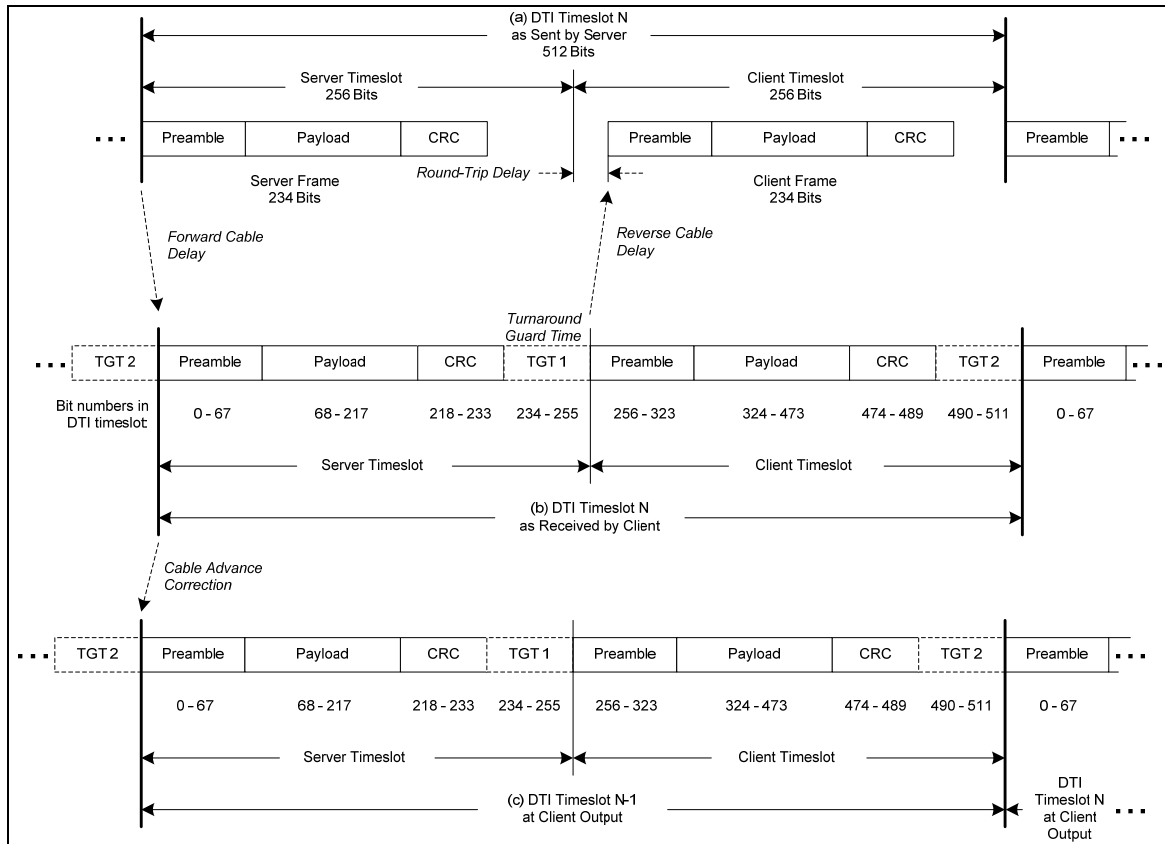 (a) DTI Timeslot N
as Sent by Server
512 Bits
Server Timeslot
256 Bits
Client Timeslot
256 Bits
Preamble Payload CRC Preamble Payload CRC Preamble
Round-Trip Delay
Server Frame
234 Bits
Client Frame
234 Bits
Forward Cable
Delay
Reverse Cable
Delay
Turnaround
Guard Time
TGT 2 Preamble Payload CRC TGT 1 Preamble Payload CRC TGT 2 Preamble
Bit numbers in
DTI timeslot:
0 - 67 68 - 217 218 - 233 234 - 255 256 - 323 324 - 473 474 - 489 490 - 511 0 - 67
Server Timeslot Client Timeslot
(b) DTI Timeslot N
as Received by Client
Cable Advance
Correction
TGT 2 Preamble Payload CRC TGT 1 Preamble Payload CRC TGT 2 Preamble
0 - 67 68 - 217 218 - 233 234 - 255 256 - 323 324 - 473 474 - 489 490 - 511 0 - 67
Server Timeslot Client Timeslot
(c) DTI Timeslot N-1
at Client Output
DTI
Timeslot N
at Client
Output